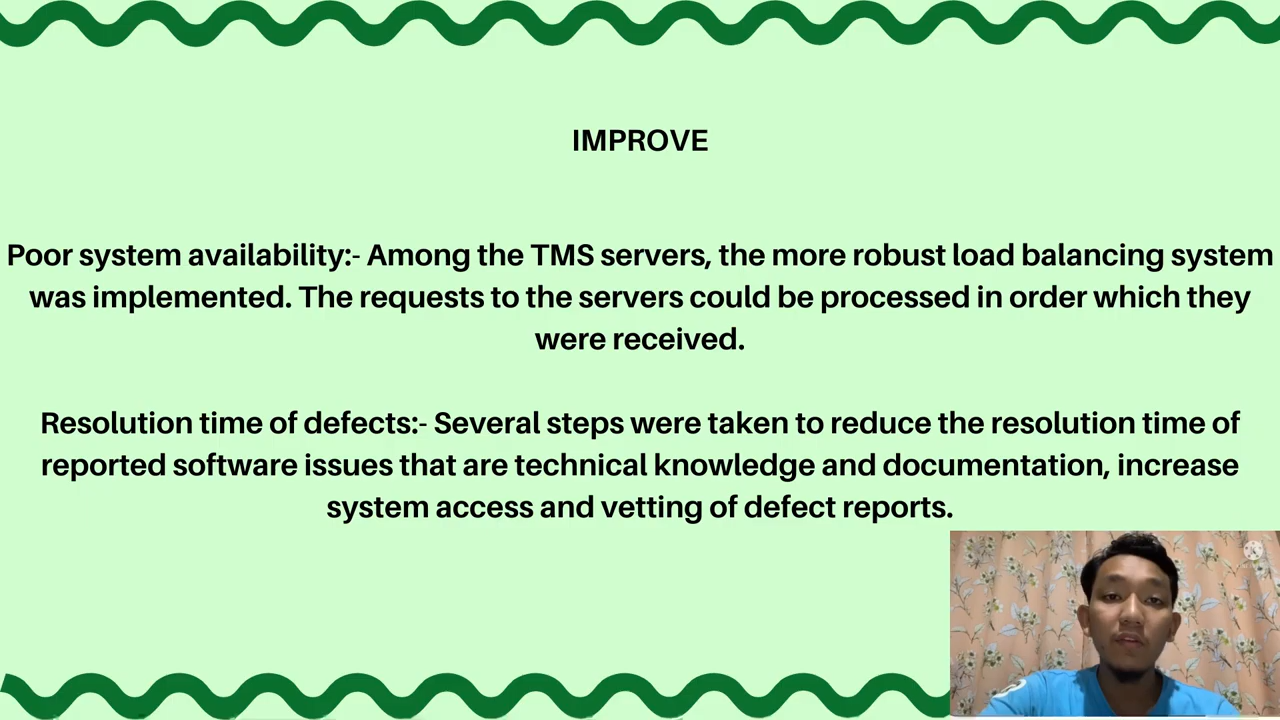 IMPROVE
Poor system availability:- Among the TMS servers, the more robust load balancing system
was implemented. The requests to the servers could be processed in order which they
were received.
Resolution time of defects:- Several steps were taken to reduce the resolution time of
reported software issues that are technical knowledge and documentation, increase
system access and vetting of defect reports.